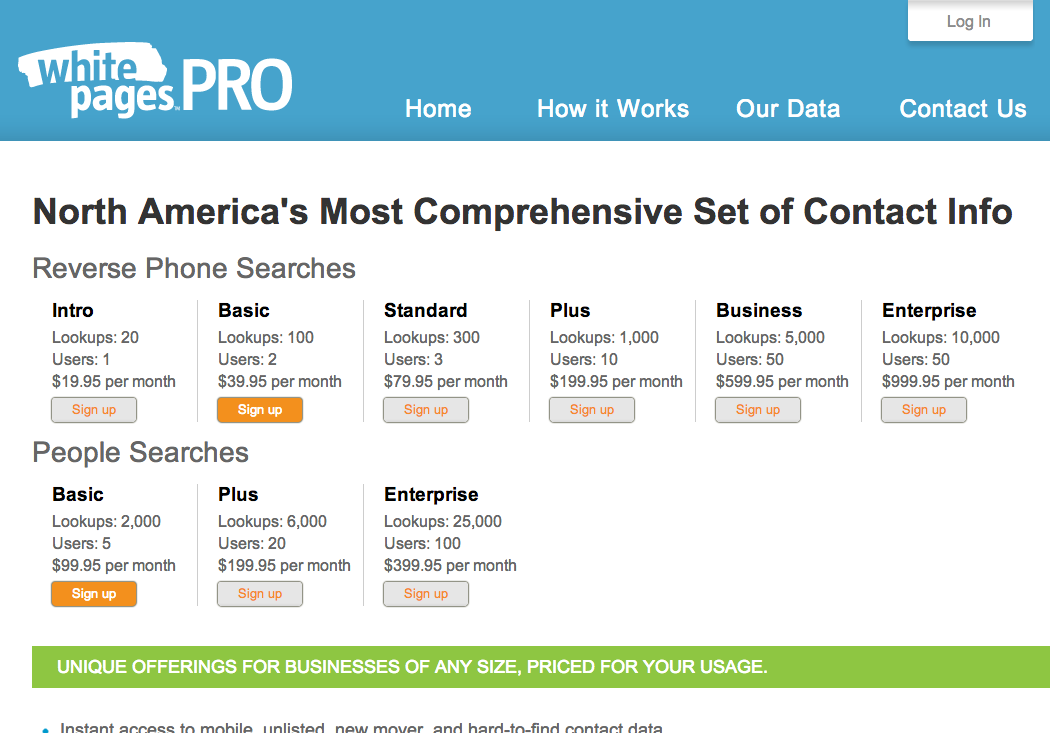 Log In
white pages PRO
Home How it Works Our Data Contact Us
North America's Most Comprehensive Set of Contact Info
Reverse Phone Searches
Intro
Lookups: 20
Users: 1
$19.95 per month
Sign up
Basic
Lookups: 100
Users: 2
$39.95 per month
Sign up
Standard
Lookups: 300
Users: 3
$79.95 per month
Sign up
Plus
Lookups: 1,000
Users: 10
$199.95 per month
Sign up
Business
Lookups: 5,000
Users: 50
$599.95 per month
Sign up
Enterprise
Lookups: 10,000
Users: 50
$999.95 per month
Sign up
People Searches
Basic
Lookups: 2,000
Users: 5
$99.95 per month
Sign up
Plus
Lookups: 6,000
Users: 20
$199.95 per month
Sign up
Enterprise
Lookups: 25,000
Users: 100
$399.95 per month
Sign up
UNIQUE OFFERINGS FOR BUSINESSES OF ANY SIZE, PRICED FOR YOUR USAGE.
• Instant access to mobile, unlisted, new mover, and hard-to-find contact data